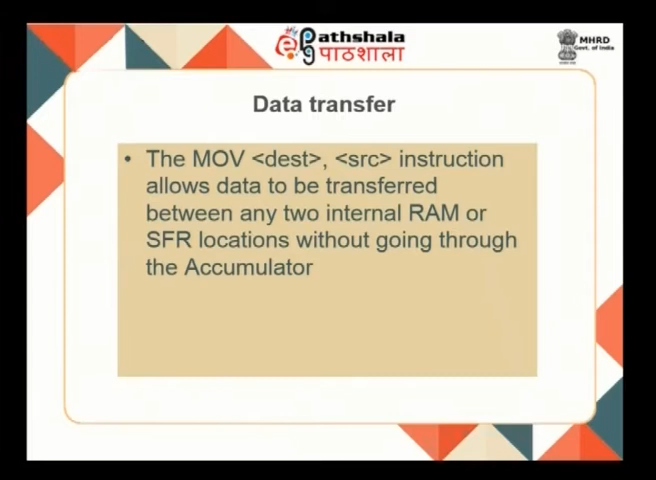 Pathshala
पाठशाला
MHRD
Govt. of India
Data transfer
• The MOV <dest>, <src> instruction
allows data to be transferred
between any two internal RAM or
SFR locations without going through
the Accumulator